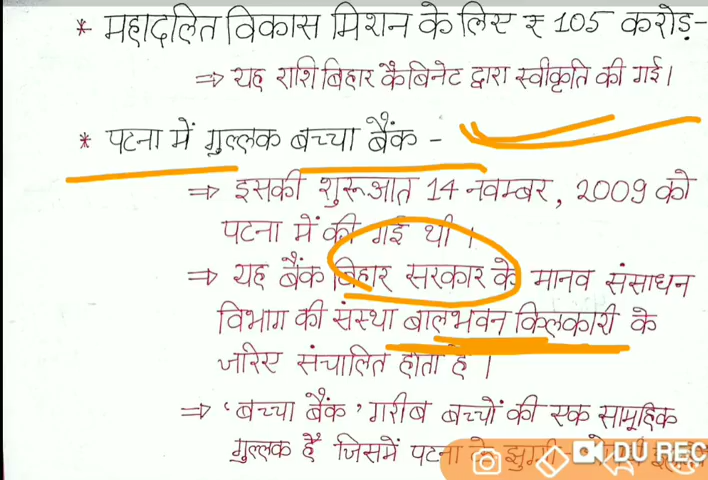 * महादलित विकास मिशन के लिए ₹ 105 करोड़-
⇒ यह राशि बिहार कैबिनेट द्वारा स्वीकृति की गई।
* पटना में गुल्लक बच्चा बैंक -
⇒ इसकी शुरूआत 14 नवम्बर, 2009 को
पटना में की गई थी ।
⇒ यह बैंक बिहार सरकार के मानव संसाधन
विभाग की संस्था बालभवन किलकारी के
जरिए संचालित होता है ।
⇒ 'बच्चा बैंक' गरीब बच्चों की एक सामूहिक
गुल्लक हैं जिसमें पटना के झुग्गी-
DU REC